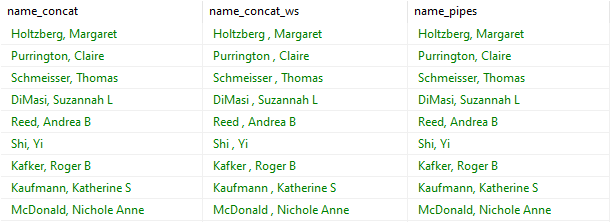 name_concat name_concat_ws name_pipes
Holtzberg, Margaret Holtzberg , Margaret Holtzberg, Margaret
Purrington, Claire Purrington , Claire Purrington, Claire
Schmeisser, Thomas Schmeisser , Thomas Schmeisser, Thomas
DiMasi, Suzannah L DiMasi , Suzannah L DiMasi, Suzannah L
Reed, Andrea B Reed , Andrea B Reed, Andrea B
Shi, Yi Shi , Yi Shi, Yi
Kafker, Roger B Kafker , Roger B Kafker, Roger B
Kaufmann, Katherine S Kaufmann , Katherine S Kaufmann, Katherine S
McDonald, Nichole Anne McDonald , Nichole Anne McDonald, Nichole Anne